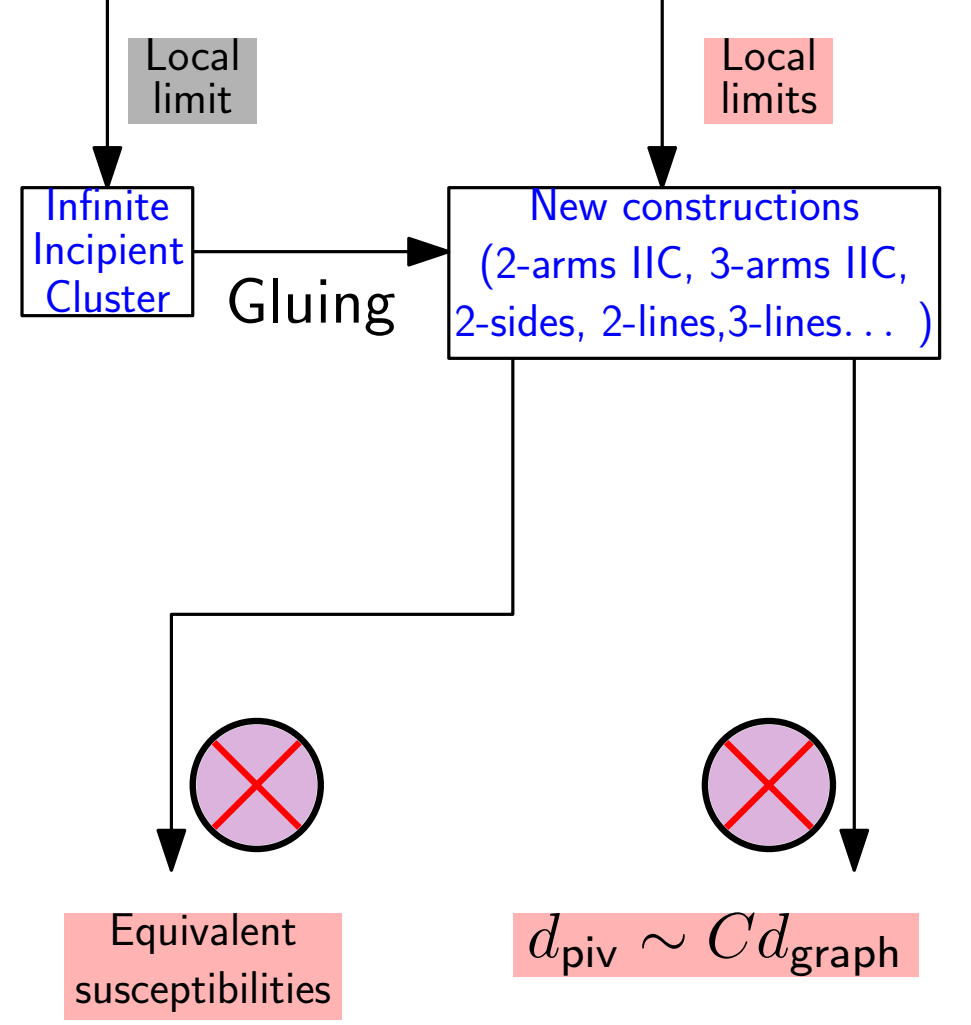 Local
limit
Local
limits
Infinite
Incipient
Cluster
Gluing
New constructions
(2-arms IIC, 3-arms IIC,
2-sides, 2-lines,3-lines... )
Equivalent
susceptibilities
d_piv ∼ Cd_graph